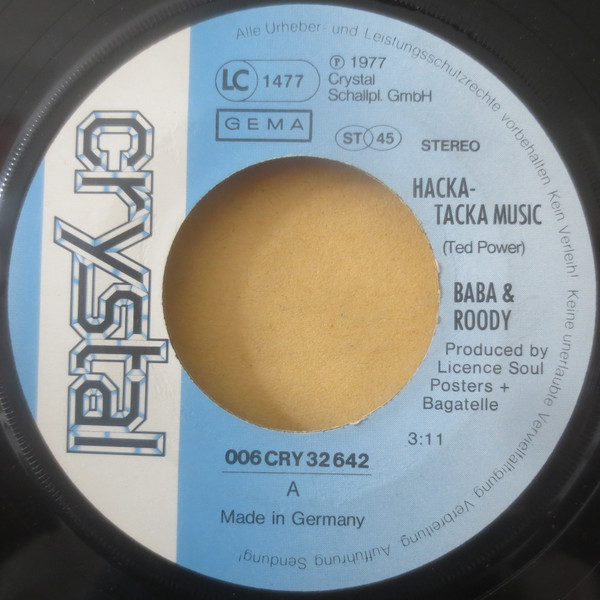 Alle Urheber- und Leistungsschutzrechte vorbehalten. Kein Verleih! Keine unerlaubte Vervielfältigung, Verbreitung, Aufführung, Sendung!
crystal
LC 1477
℗ 1977
Crystal
Schallpl. GmbH
GEMA
ST 45
STEREO
HACKA-
TACKA MUSIC
(Ted Power)
BABA &
ROODY
Produced by
Licence Soul
Posters +
Bagatelle
3:11
006 CRY 32 642
A
Made in Germany